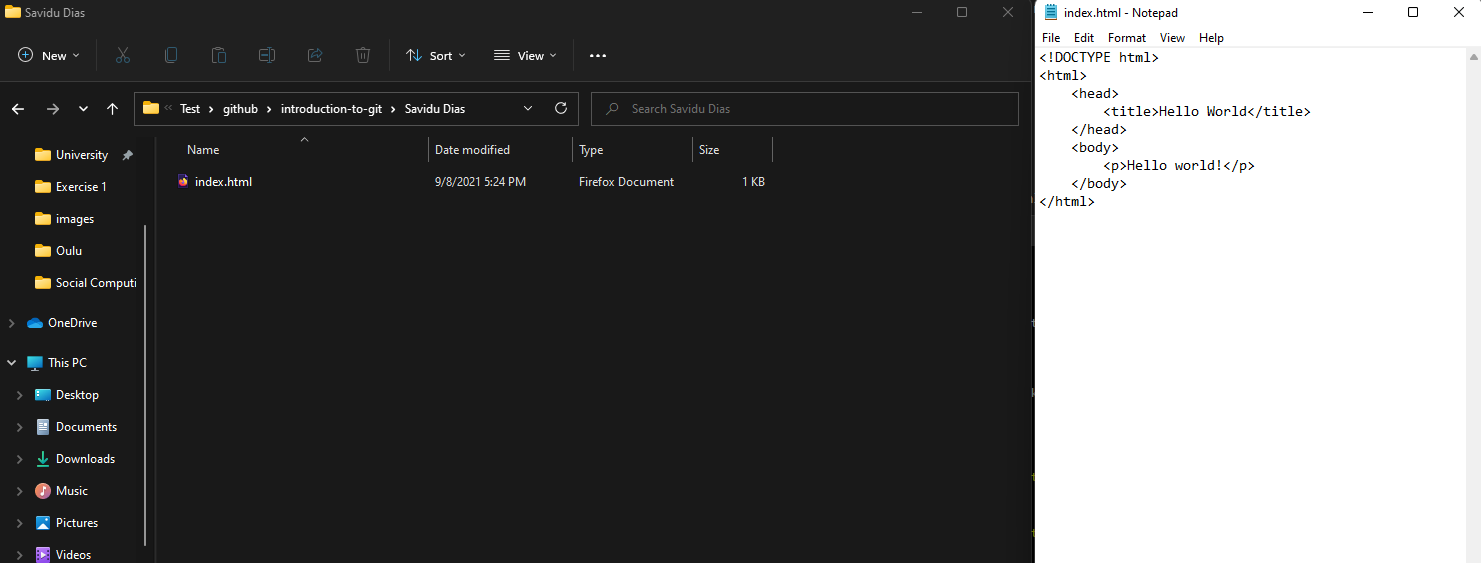 Savidu Dias
New
Sort
View
Test > github > introduction-to-git > Savidu Dias
Search Savidu Dias
University
Exercise 1
images
Oulu
Social Computi
OneDrive
This PC
Desktop
Documents
Downloads
Music
Pictures
Videos
Name Date modified Type Size
index.html 9/8/2021 5:24 PM Firefox Document 1 KB
index.html - Notepad
File Edit Format View Help
<!DOCTYPE html>
<html>
    <head>
        <title>Hello World</title>
    </head>
    <body>
        <p>Hello world!</p>
    </body>
</html>